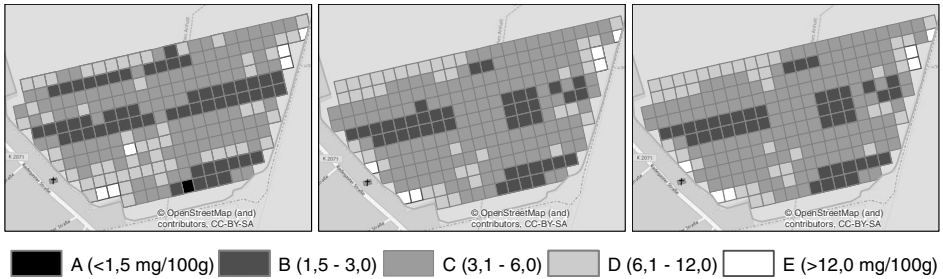 K 2071
© OpenStreetMap (and)
contributors, CC-BY-SA
K 2071
© OpenStreetMap (and)
contributors, CC-BY-SA
K 2071
© OpenStreetMap (and)
contributors, CC-BY-SA
A (<1,5 mg/100g) B (1,5 - 3,0) C (3,1 - 6,0) D (6,1 - 12,0) E (>12,0 mg/100g)